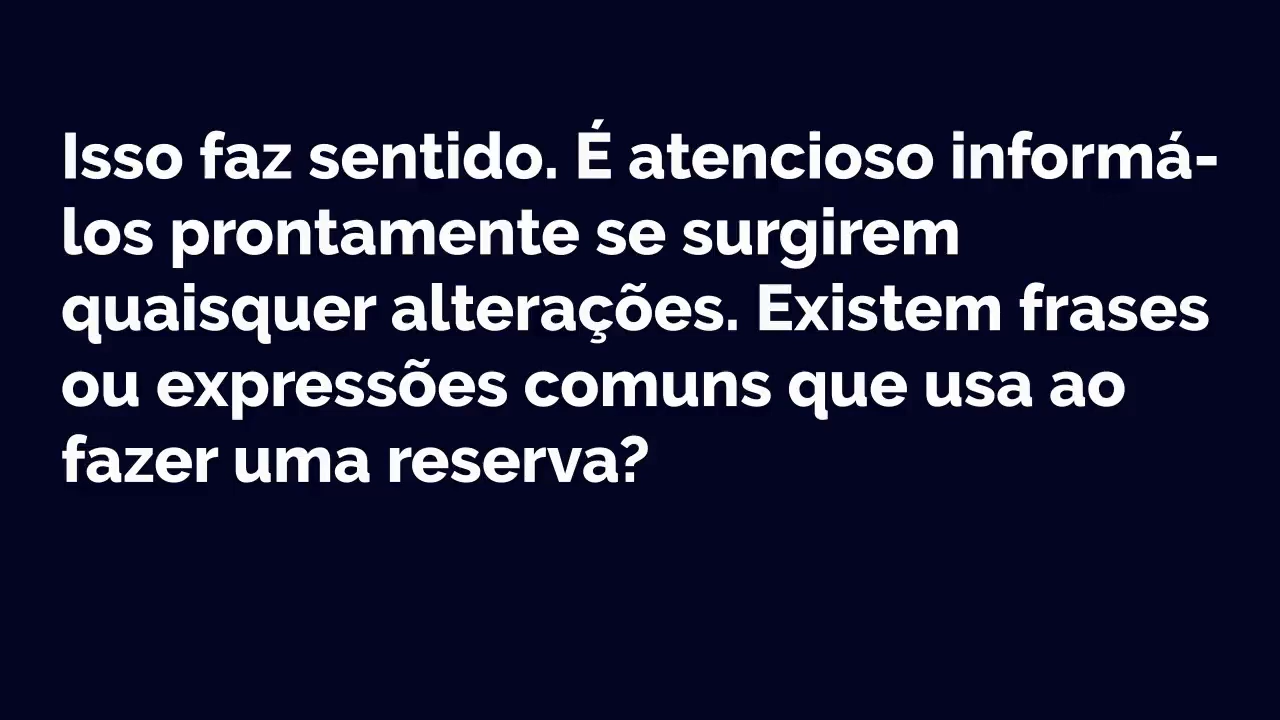 Isso faz sentido. É atencioso informá-
los prontamente se surgirem
quaisquer alterações. Existem frases
ou expressões comuns que usa ao
fazer uma reserva?